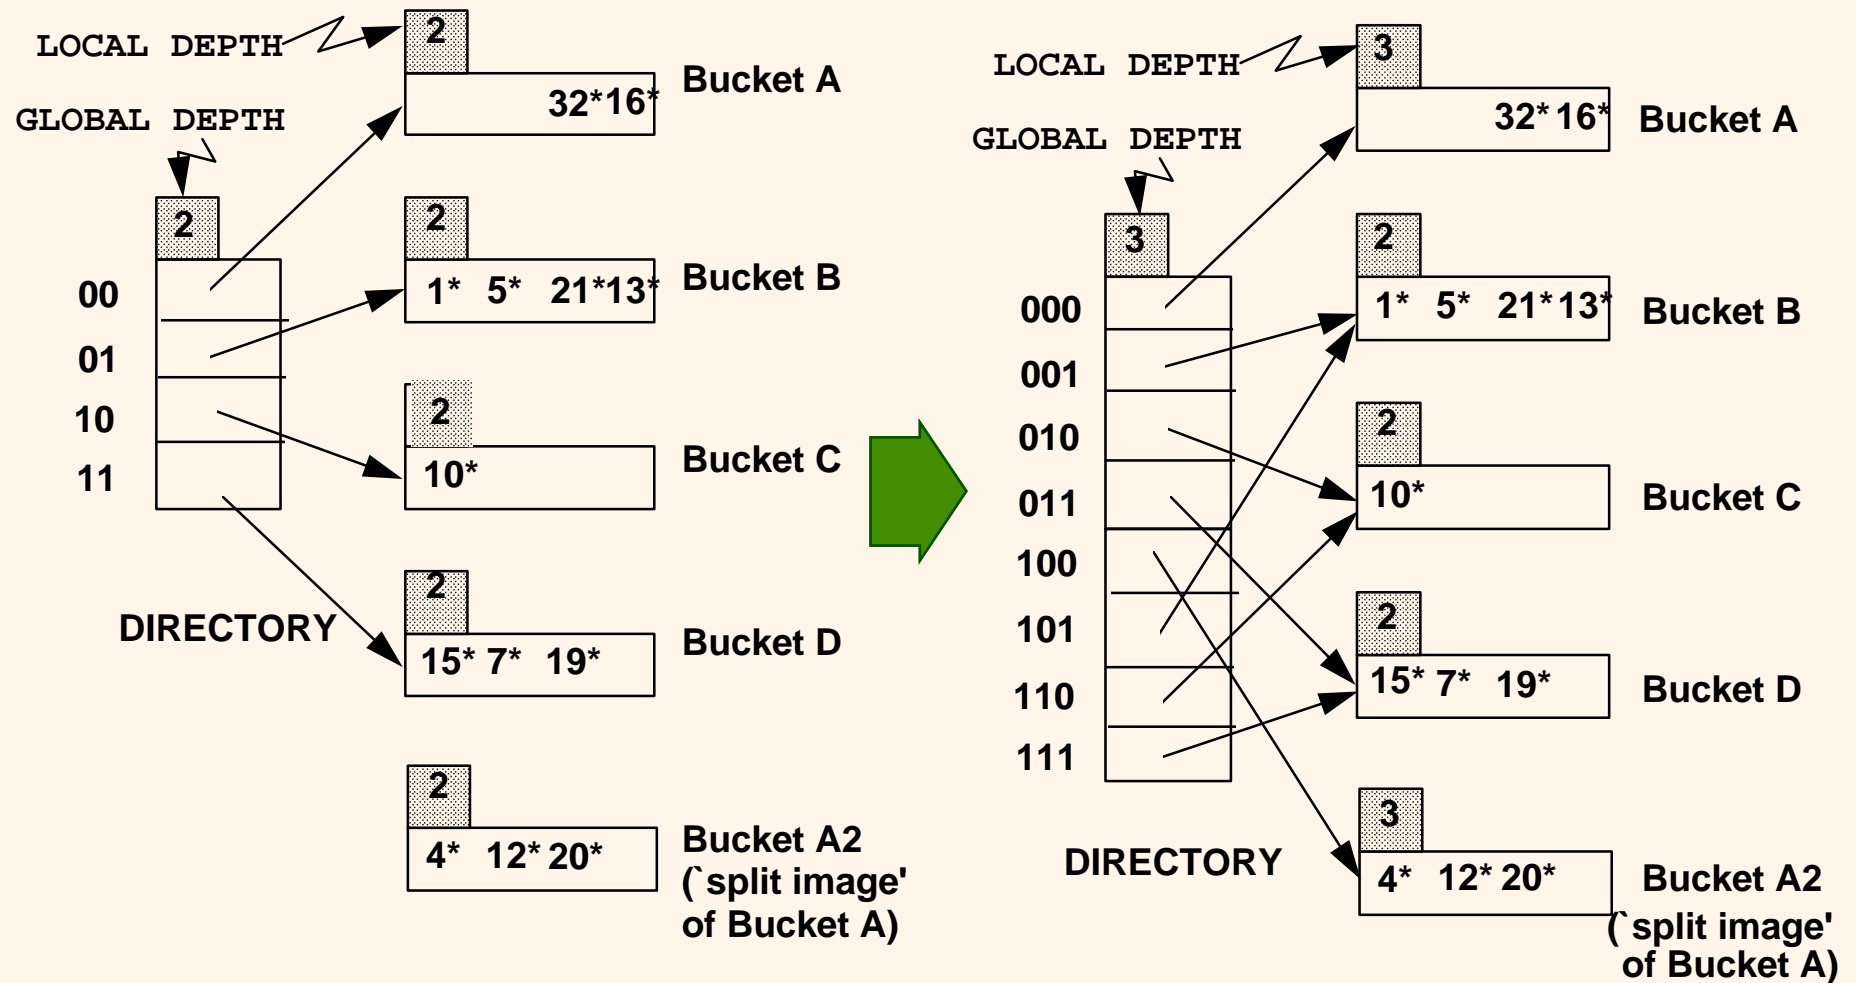 LOCAL DEPTH
2
32* 16*
Bucket A
GLOBAL DEPTH
2
00
01
10
11
2
1* 5* 21* 13*
Bucket B
2
10*
Bucket C
DIRECTORY
2
15* 7* 19*
Bucket D
2
4* 12* 20*
Bucket A2
(`split image'
of Bucket A)
LOCAL DEPTH
3
32* 16*
Bucket A
GLOBAL DEPTH
3
000
001
010
011
100
101
110
111
2
1* 5* 21* 13*
Bucket B
2
10*
Bucket C
2
15* 7* 19*
Bucket D
DIRECTORY
3
4* 12* 20*
Bucket A2
(`split image'
of Bucket A)